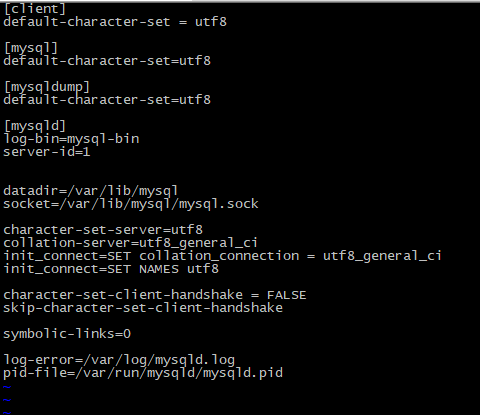 [client]
default-character-set = utf8
[mysql]
default-character-set=utf8
[mysqldump]
default-character-set=utf8
[mysqld]
log-bin=mysql-bin
server-id=1
datadir=/var/lib/mysql
socket=/var/lib/mysql/mysql.sock
character-set-server=utf8
collation-server=utf8_general_ci
init_connect=SET collation_connection = utf8_general_ci
init_connect=SET NAMES utf8
character-set-client-handshake = FALSE
skip-character-set-client-handshake
symbolic-links=0
log-error=/var/log/mysqld.log
pid-file=/var/run/mysqld/mysqld.pid
~
~
~